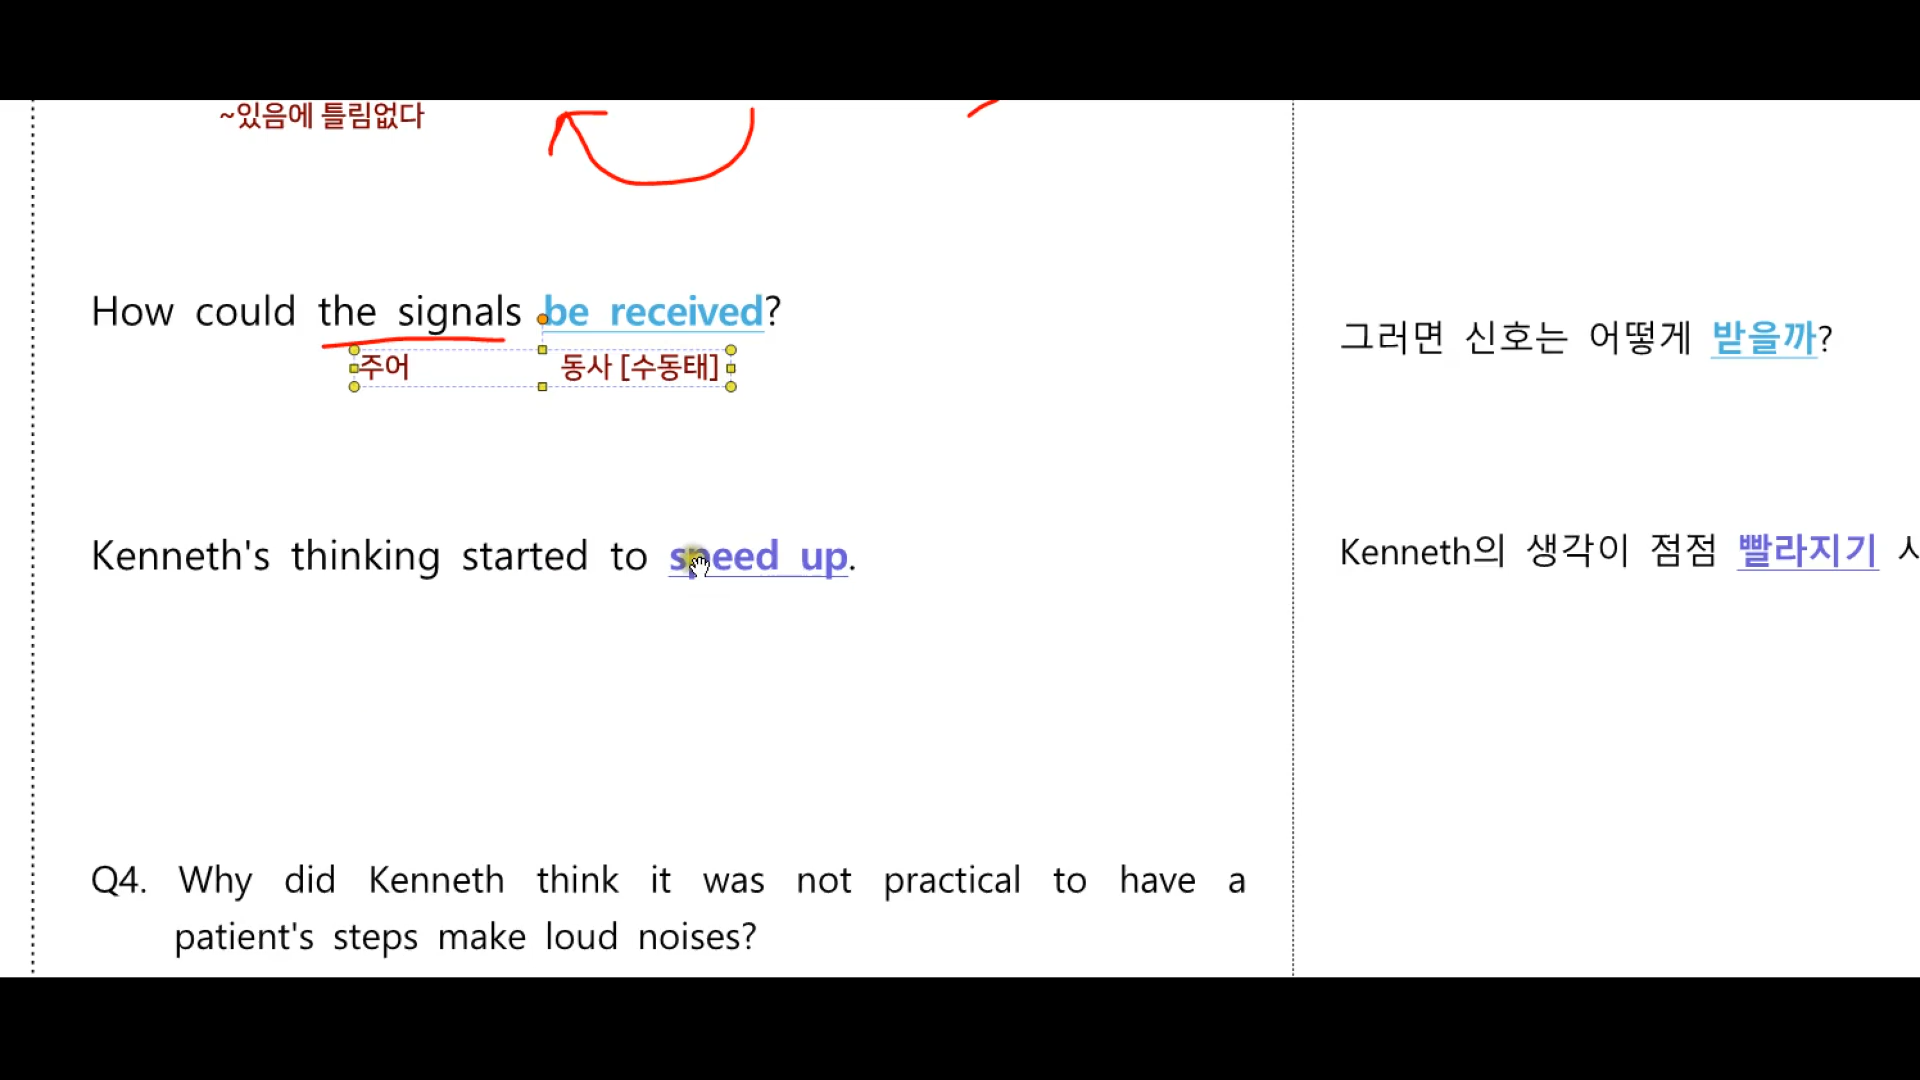 ~있음에 틀림없다
How could the signals be received?
주어 동사 [수동태]
그러면 신호는 어떻게 받을까?
Kenneth's thinking started to speed up.
Kenneth의 생각이 점점 빨라지기
Q4. Why did Kenneth think it was not practical to have a
patient's steps make loud noises?